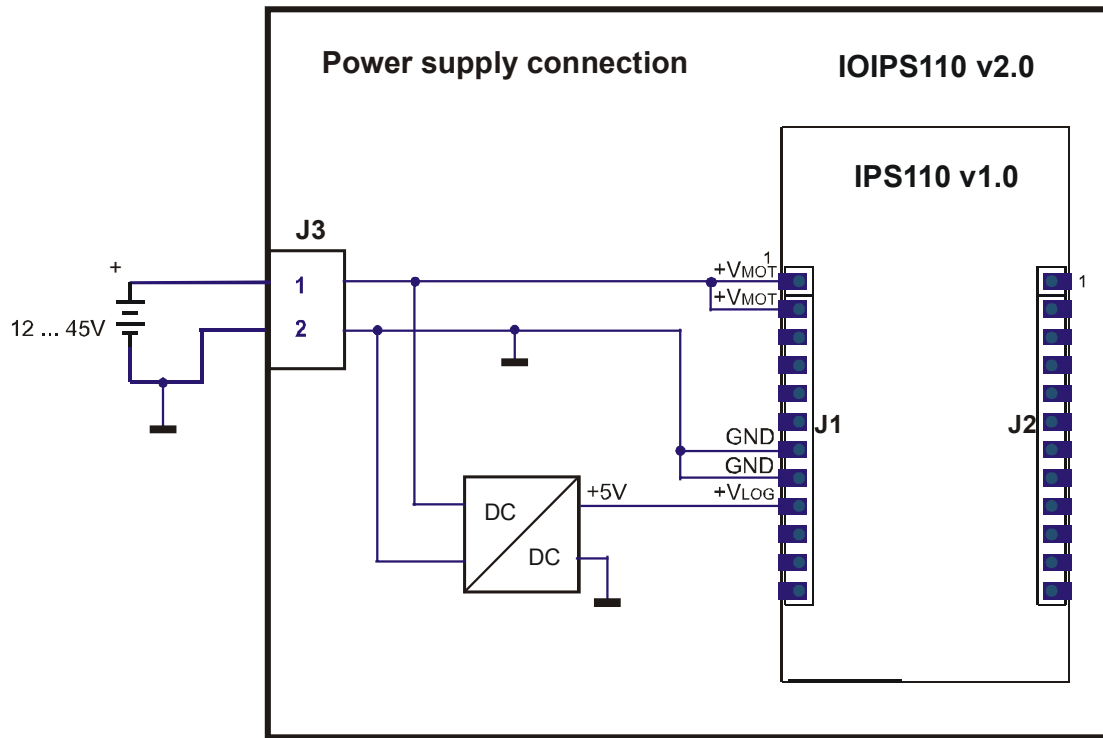 Power supply connection
IOIPS110 v2.0
IPS110 v1.0
J3
+
1
2
12 ... 45V
+VMOT
1
+VMOT
1
J1
J2
GND
GND
+5V
+VLOG
DC
DC